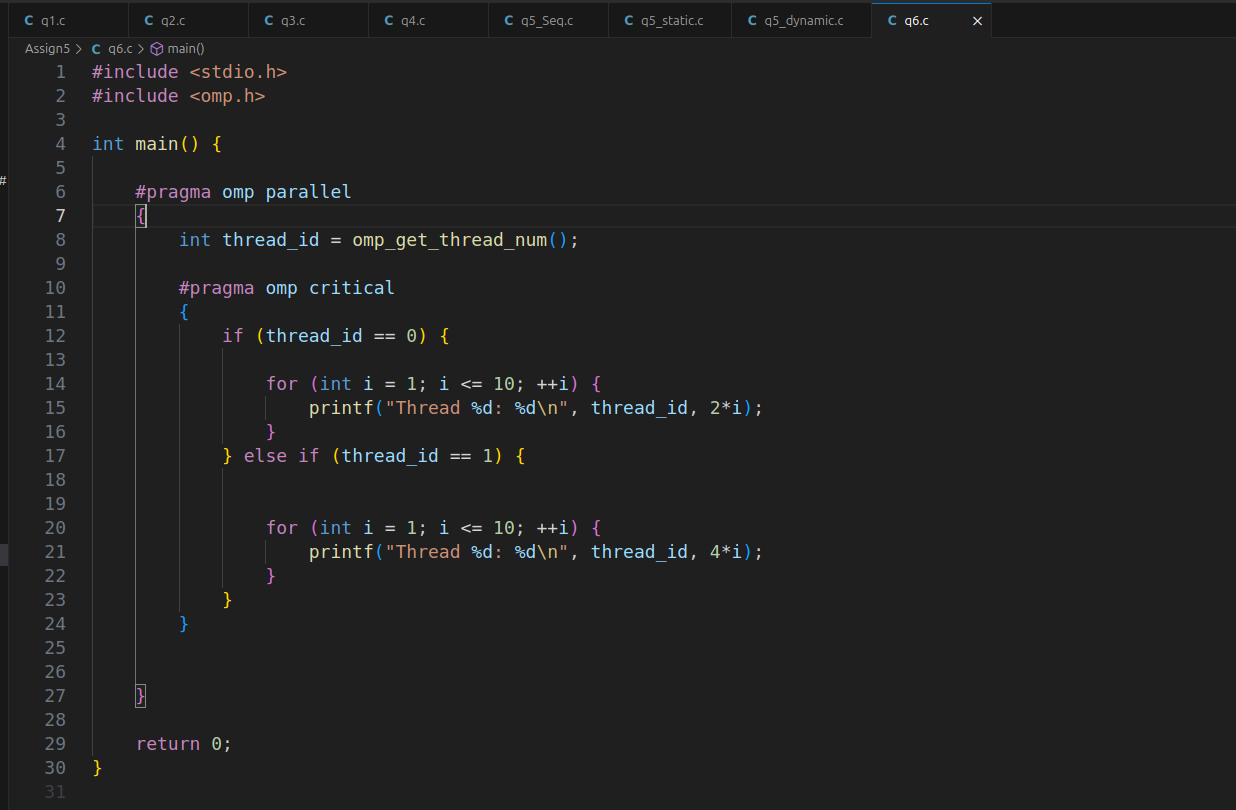 C q1.c C q2.c C q3.c C q4.c C q5_Seq.c C q5_static.c C q5_dynamic.c C q6.c ×
Assign5 > C q6.c > main()
#
1 #include <stdio.h>
2 #include <omp.h>
3
4 int main() {
5
6 #pragma omp parallel
7 {
8 int thread_id = omp_get_thread_num();
9
10 #pragma omp critical
11 {
12 if (thread_id == 0) {
13
14 for (int i = 1; i <= 10; ++i) {
15 printf("Thread %d: %d\n", thread_id, 2*i);
16 }
17 } else if (thread_id == 1) {
18
19
20 for (int i = 1; i <= 10; ++i) {
21 printf("Thread %d: %d\n", thread_id, 4*i);
22 }
23 }
24 }
25
26
27 }
28
29 return 0;
30 }
31